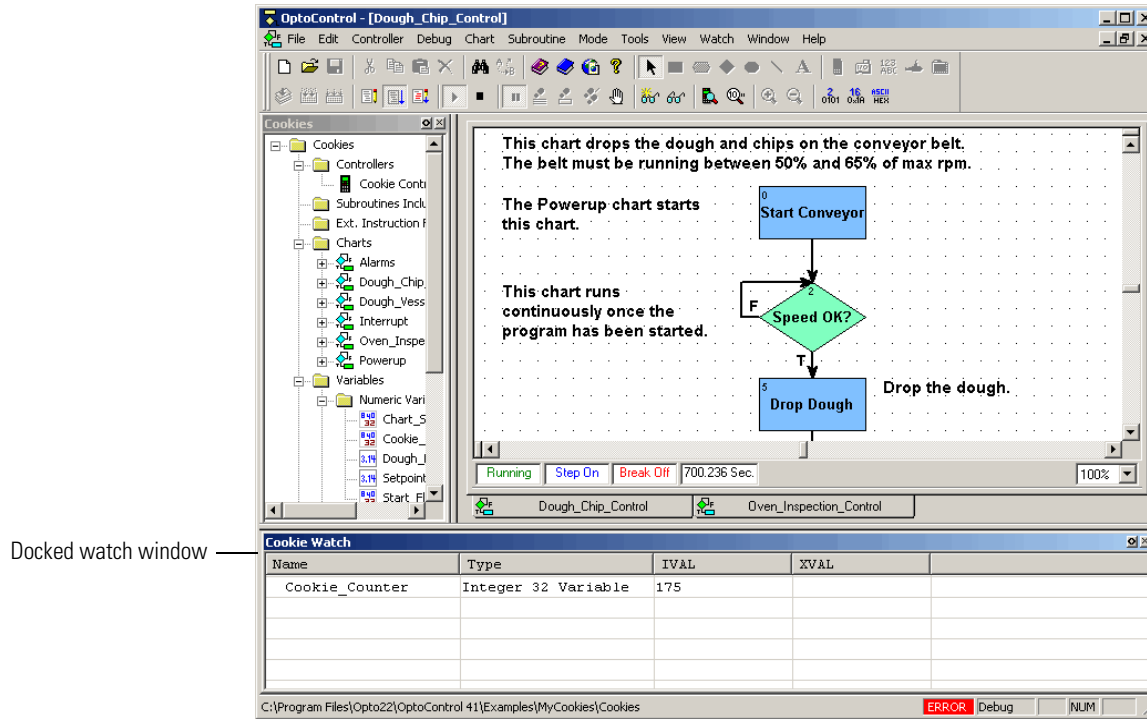 OptoControl - [Dough_Chip_Control]
File Edit Controller Debug Chart Subroutine Mode Tools View Watch Window Help
Cookies
Cookies
Controllers
Cookie Contr
Subroutines Inclu
Ext. Instruction F
Charts
Alarms
Dough_Chip_
Dough_Vess
Interrupt
Oven_Inspe
Powerup
Variables
Numeric Vari
Chart_S
Cookie_
Dough_
Setpoint
Start_Fl
This chart drops the dough and chips on the conveyor belt.
The belt must be running between 50% and 65% of max rpm.
The Powerup chart starts
this chart.
0
Start Conveyor
This chart runs
continuously once the
program has been started.
2
F
Speed OK?
T
5
Drop Dough
Drop the dough.
Running Step On Break Off 700.236 Sec. 100%
Dough_Chip_Control Oven_Inspection_Control
Docked watch window
Cookie Watch
Name Type IVAL XVAL
Cookie_Counter Integer 32 Variable 175
C:\Program Files\Opto22\OptoControl 41\Examples\MyCookies\Cookies ERROR Debug NUM